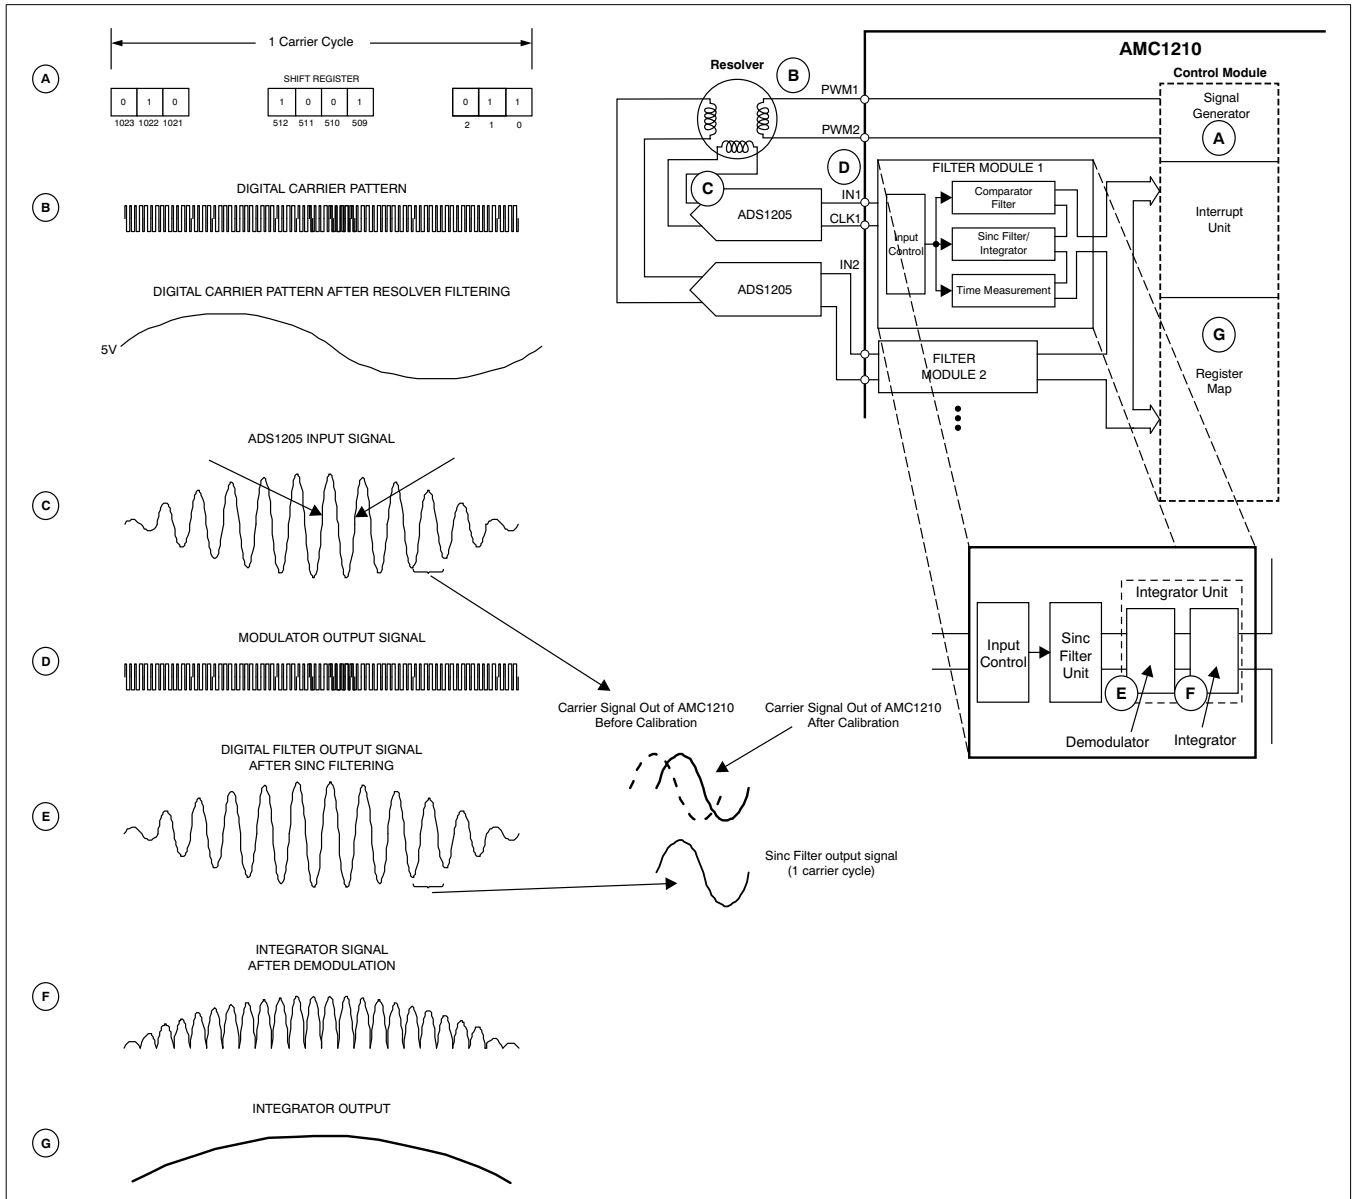 1 Carrier Cycle
A
SHIFT REGISTER
0 1 0
1 0 0 1
0 1 1
1023 1022 1021
512 511 510 509
2 1 0
B
DIGITAL CARRIER PATTERN
DIGITAL CARRIER PATTERN AFTER RESOLVER FILTERING
5V
C
ADS1205 INPUT SIGNAL
D
MODULATOR OUTPUT SIGNAL
Carrier Signal Out of AMC1210
Before Calibration
Carrier Signal Out of AMC1210
After Calibration
E
DIGITAL FILTER OUTPUT SIGNAL
AFTER SINC FILTERING
Sinc Filter output signal
(1 carrier cycle)
F
INTEGRATOR SIGNAL
AFTER DEMODULATION
G
INTEGRATOR OUTPUT
AMC1210
Resolver
B
Control Module
PWM1
Signal
Generator
PWM2
A
D
FILTER MODULE 1
C
IN1
Comparator
Filter
ADS1205
CLK1
Input
Control
Sinc Filter/
Integrator
Interrupt
Unit
IN2
ADS1205
Time Measurement
G
FILTER
MODULE 2
Register
Map
Integrator Unit
Input
Control
Sinc
Filter
Unit
E
F
Demodulator
Integrator